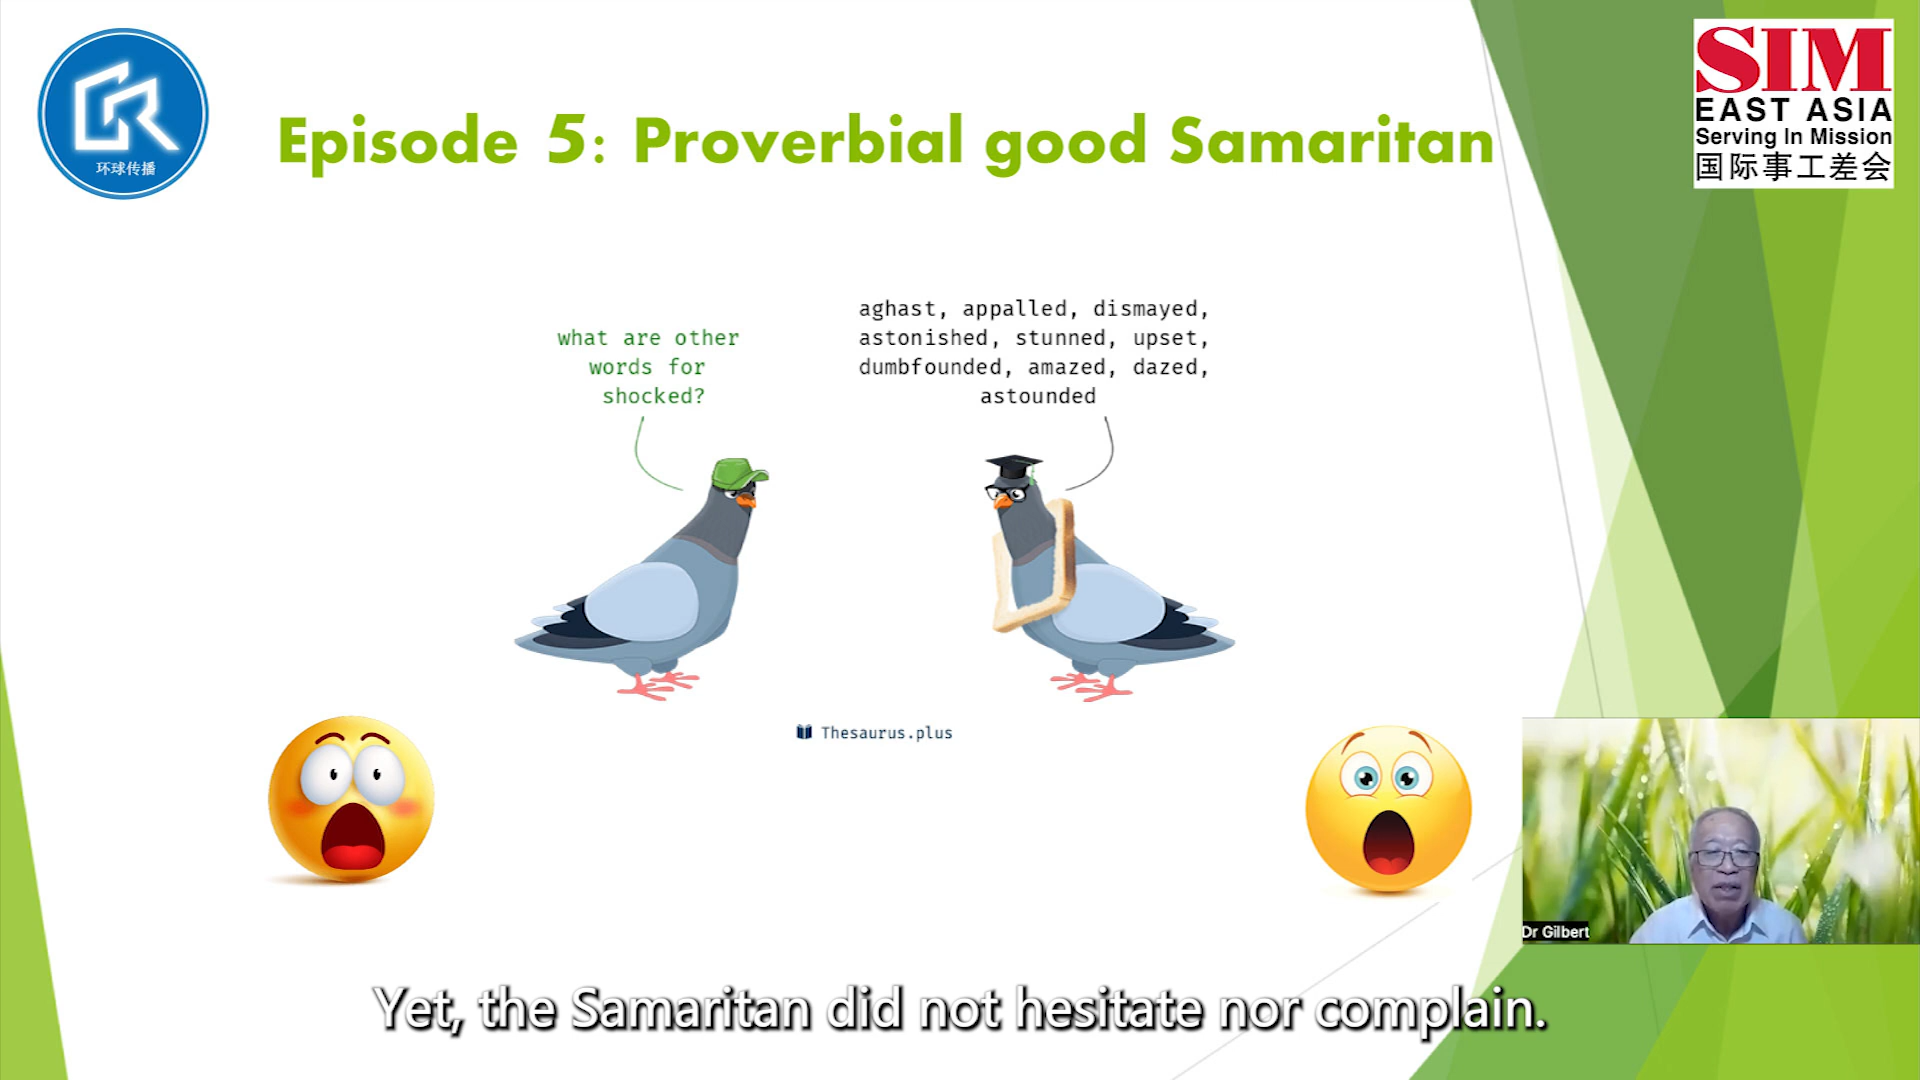 环球传播
SIM
EAST ASIA
Serving In Mission
国际事工差会
Episode 5: Proverbial good Samaritan
what are other
words for
shocked?
aghast, appalled, dismayed,
astonished, stunned, upset,
dumbfounded, amazed, dazed,
astounded
Thesaurus.plus
Dr Gilbert
Yet, the Samaritan did not hesitate nor complain.